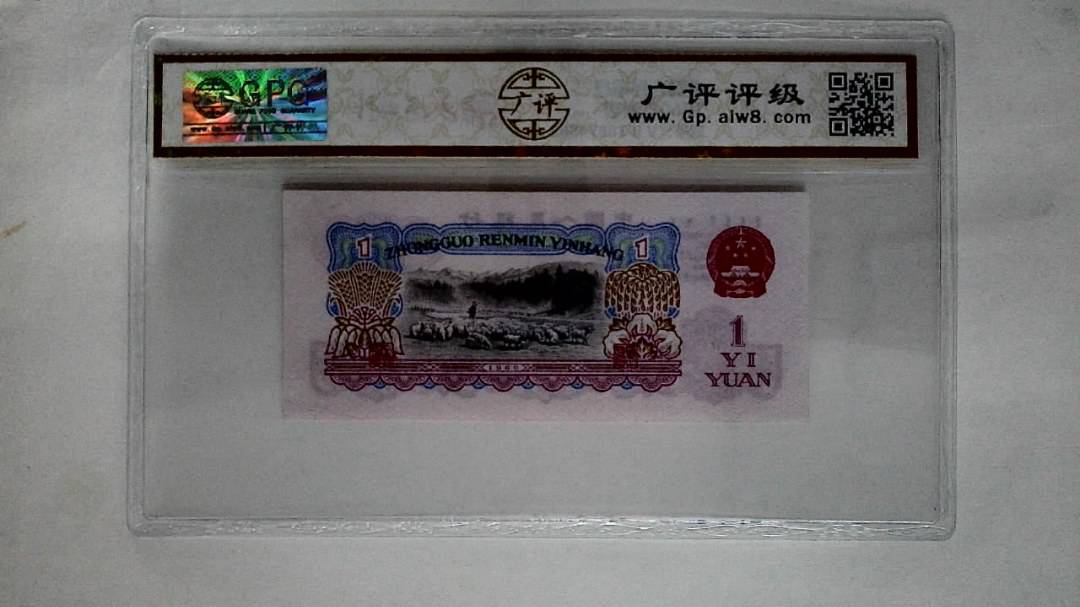 GPG
广评
广评评级
www.Gp.alw8.com
ZHONGGUO RENMIN YINHANG
1
1
1960
1
YI
YUAN